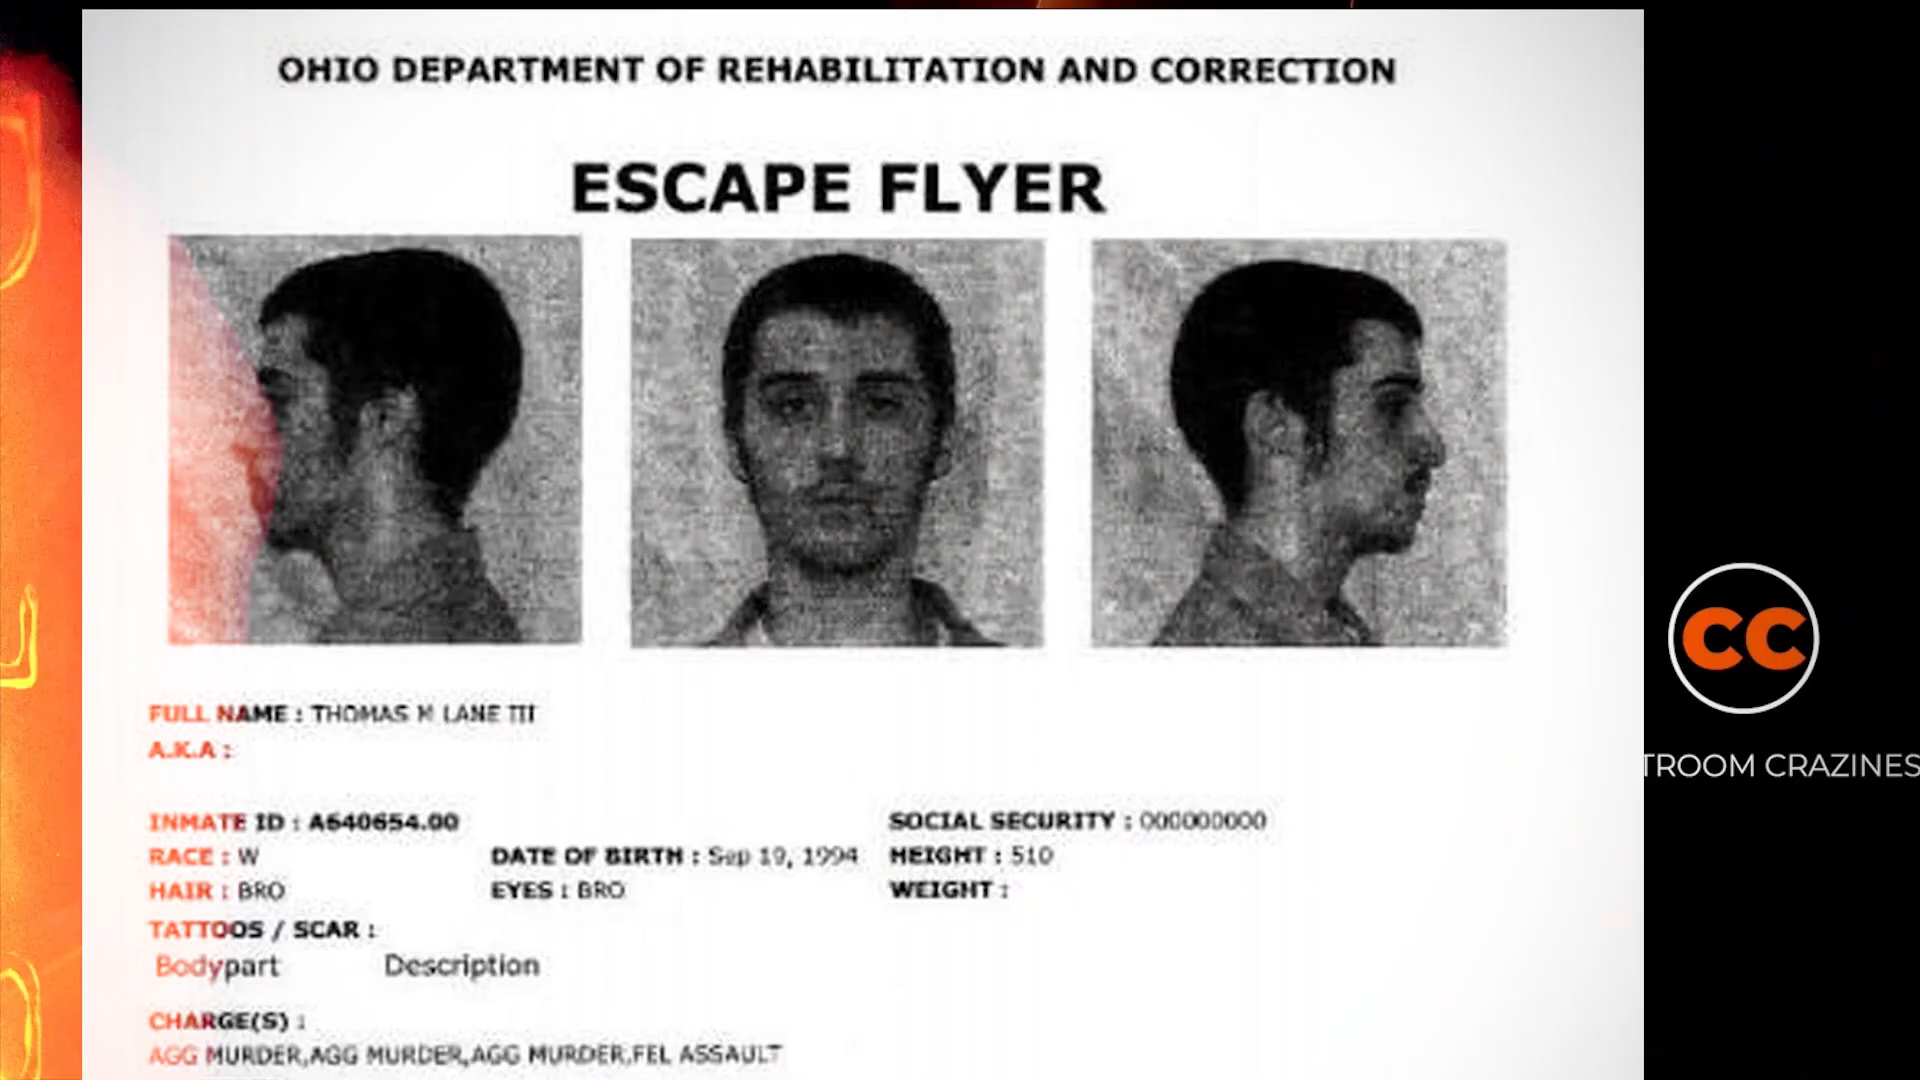 OHIO DEPARTMENT OF REHABILITATION AND CORRECTION
ESCAPE FLYER
FULL NAME : THOMAS M LANE III
A.K.A :
INMATE ID : A640654.00 SOCIAL SECURITY : 000000000
RACE : W DATE OF BIRTH : Sep 19, 1994 HEIGHT : 510
HAIR : BRO EYES : BRO WEIGHT :
TATTOOS / SCAR :
Bodypart Description
CHARGE(S) :
AGG MURDER,AGG MURDER,AGG MURDER,FEL ASSAULT
CC
TROOM CRAZINES